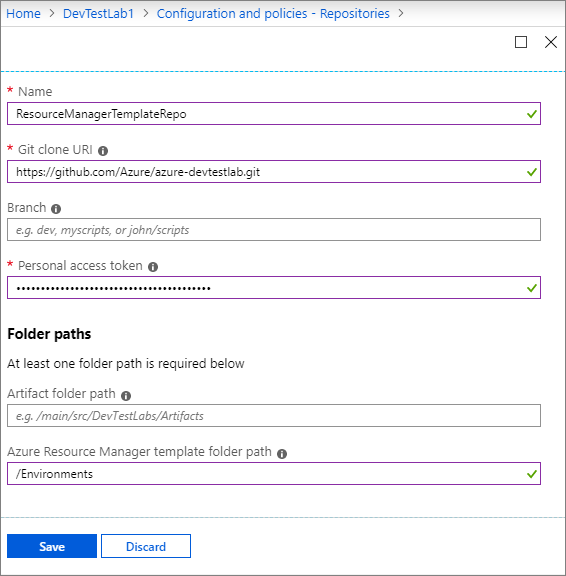 Home > DevTestLab1 > Configuration and policies - Repositories >
* Name
ResourceManagerTemplateRepo
* Git clone URI
https://github.com/Azure/azure-devtestlab.git
Branch
e.g. dev, myscripts, or john/scripts
* Personal access token
••••••••••••••••••••••••••••••••••••••••
Folder paths
At least one folder path is required below
Artifact folder path
e.g. /main/src/DevTestLabs/Artifacts
Azure Resource Manager template folder path
/Environments
Save Discard